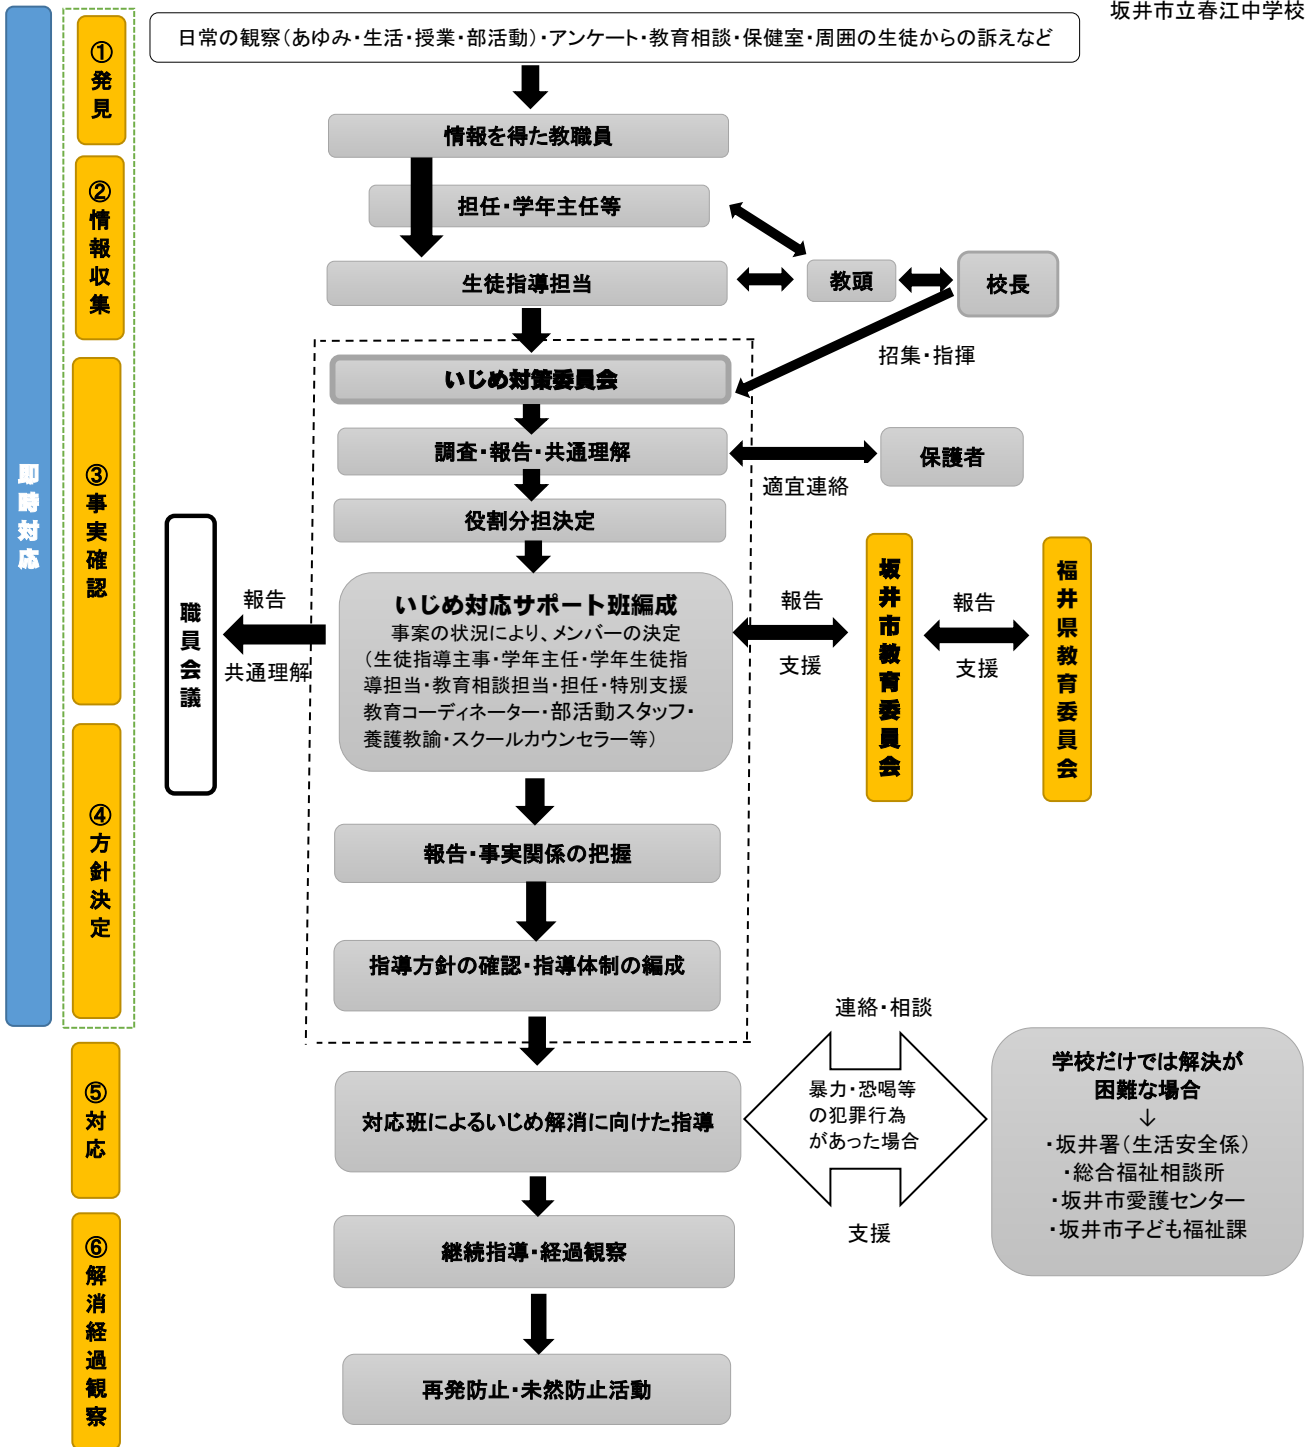 坂井市立春江中学校
日常の観察(あゆみ・生活・授業・部活動)・アンケート・教育相談・保健室・周囲の生徒からの訴えなど
①発見
情報を得た教職員
②情報収集
担任・学年主任等
生徒指導担当
教頭
校長
招集・指揮
いじめ対策委員会
即時対応
③事実確認
調査・報告・共通理解
保護者
適宜連絡
役割分担決定
職員会議
報告
共通理解
いじめ対応サポート班編成
事案の状況により、メンバーの決定
(生徒指導主事・学年主任・学年生徒指
導担当・教育相談担当・担任・特別支援
教育コーディネーター・部活動スタッフ・
養護教諭・スクールカウンセラー等)
報告
支援
坂井市教育委員会
報告
支援
福井県教育委員会
④方針決定
報告・事実関係の把握
指導方針の確認・指導体制の編成
⑤対応
対応班によるいじめ解消に向けた指導
連絡・相談
暴力・恐喝等
の犯罪行為
があった場合
支援
学校だけでは解決が
困難な場合
↓
・坂井署(生活安全係)
・総合福祉相談所
・坂井市愛護センター
・坂井市子ども福祉課
⑥解消経過観察
継続指導・経過観察
再発防止・未然防止活動